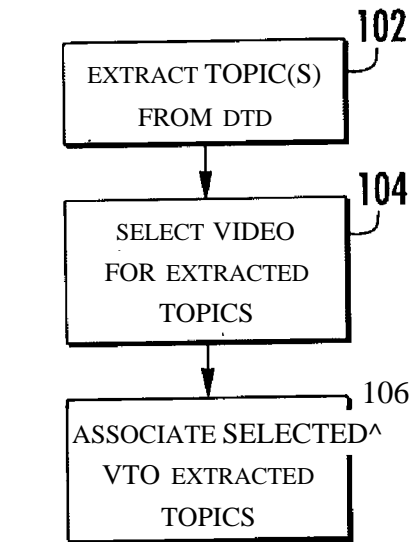 102
EXTRACT TOPIC(S)
FROM DTD
104
SELECT VIDEO
FOR EXTRACTED
TOPICS
106
ASSOCIATE SELECTED^
VTO EXTRACTED
TOPICS